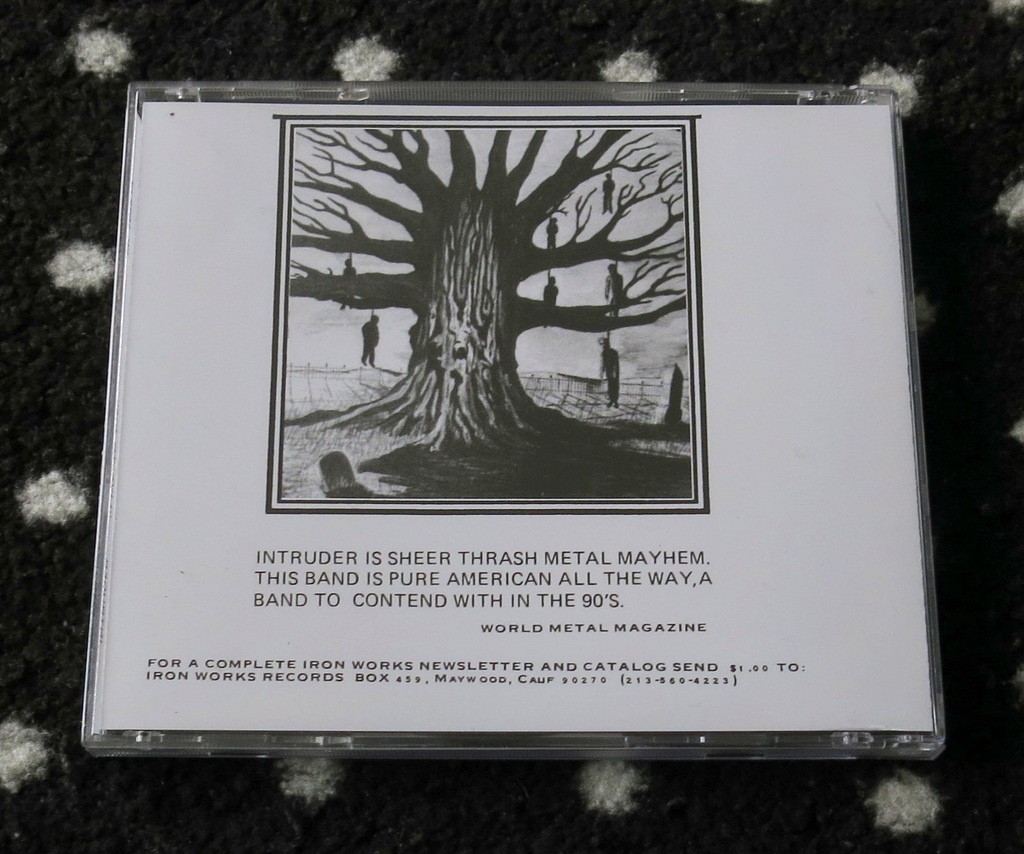 INTRUDER IS SHEER THRASH METAL MAYHEM.
THIS BAND IS PURE AMERICAN ALL THE WAY, A
BAND TO CONTEND WITH IN THE 90'S.
WORLD METAL MAGAZINE
FOR A COMPLETE IRON WORKS NEWSLETTER AND CATALOG SEND $1.00 TO:
IRON WORKS RECORDS BOX 459, MAYWOOD, CALIF 90270 (213-560-4223)